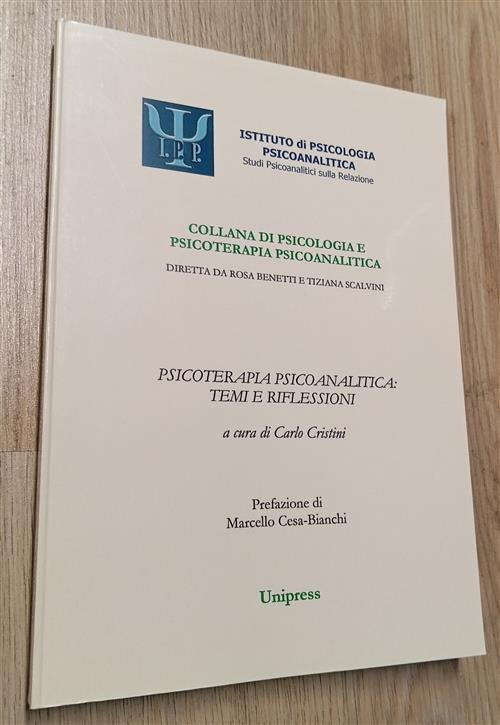 I.P.P.
ISTITUTO di PSICOLOGIA
PSICOANALITICA
Studi Psicoanalitici sulla Relazione
COLLANA DI PSICOLOGIA E
PSICOTERAPIA PSICOANALITICA
DIRETTA DA ROSA BENETTI E TIZIANA SCALVINI
PSICOTERAPIA PSICOANALITICA:
TEMI E RIFLESSIONI
a cura di Carlo Cristini
Prefazione di
Marcello Cesa-Bianchi
Unipress